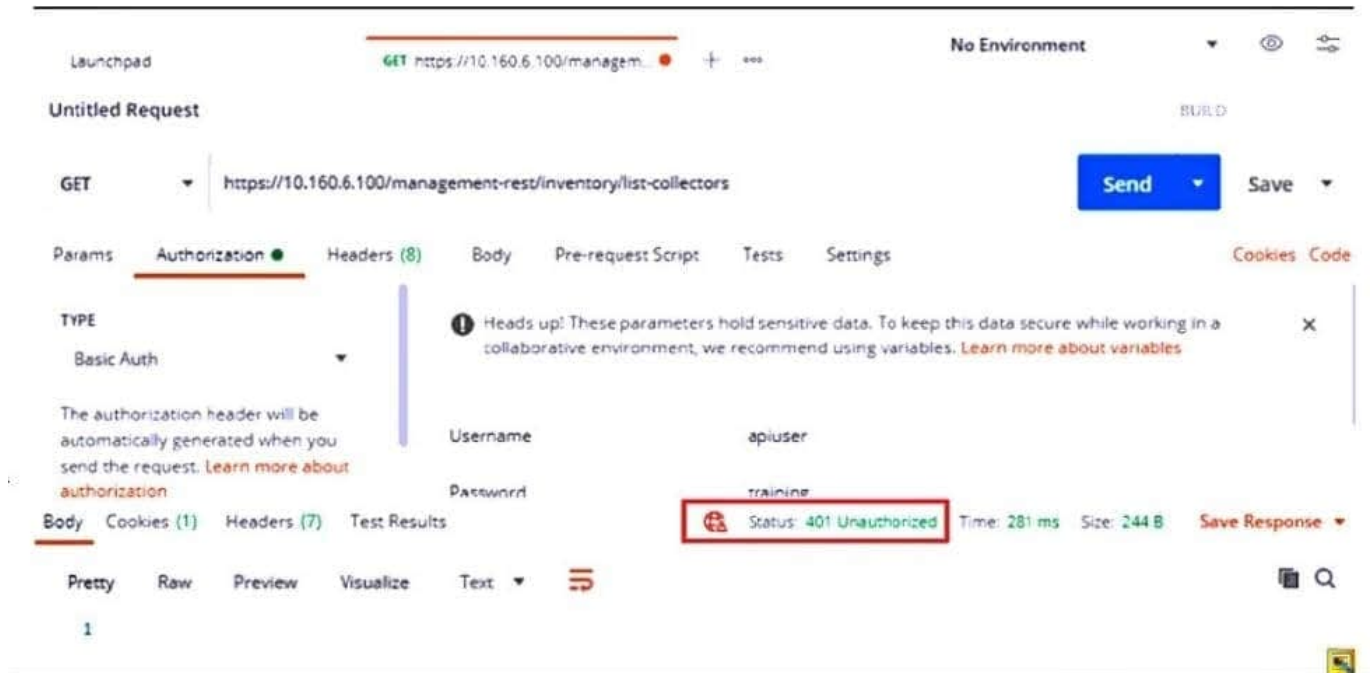 Launchpad GET https://10.160.6.100/managem... No Environment
Untitled Request BUILD
GET https://10.160.6.100/management-rest/inventory/list-collectors Send Save
Params Authorization Headers (8) Body Pre-request Script Tests Settings Cookies Code
TYPE
Basic Auth
The authorization header will be
automatically generated when you
send the request. Learn more about
authorization
Heads up! These parameters hold sensitive data. To keep this data secure while working in a
collaborative environment, we recommend using variables. Learn more about variables
Username apiuser
Password training
Body Cookies (1) Headers (7) Test Results Status: 401 Unauthorized Time: 281 ms Size: 244 B Save Response
Pretty Raw Preview Visualize Text
1